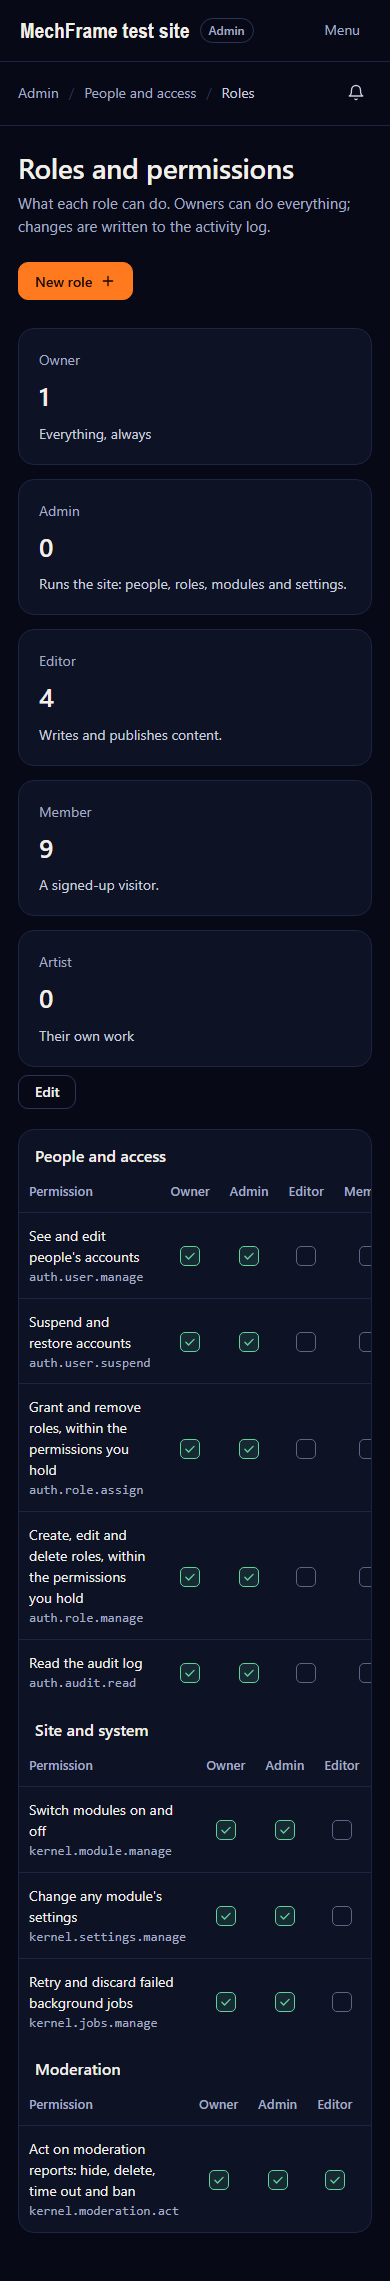 MechFrame test site Admin Menu
Admin / People and access / Roles
Roles and permissions
What each role can do. Owners can do everything;
changes are written to the activity log.
New role +
Owner
1
Everything, always
Admin
0
Runs the site: people, roles, modules and settings.
Editor
4
Writes and publishes content.
Member
9
A signed-up visitor.
Artist
0
Their own work
Edit
People and access
Permission Owner Admin Editor Mem
See and edit
people's accounts
auth.user.manage
Suspend and
restore accounts
auth.user.suspend
Grant and remove
roles, within the
permissions you
hold
auth.role.assign
Create, edit and
delete roles, within
the permissions
you hold
auth.role.manage
Read the audit log
auth.audit.read
Site and system
Permission Owner Admin Editor
Switch modules on and
off
kernel.module.manage
Change any module's
settings
kernel.settings.manage
Retry and discard failed
background jobs
kernel.jobs.manage
Moderation
Permission Owner Admin Editor
Act on moderation
reports: hide, delete,
time out and ban
kernel.moderation.act